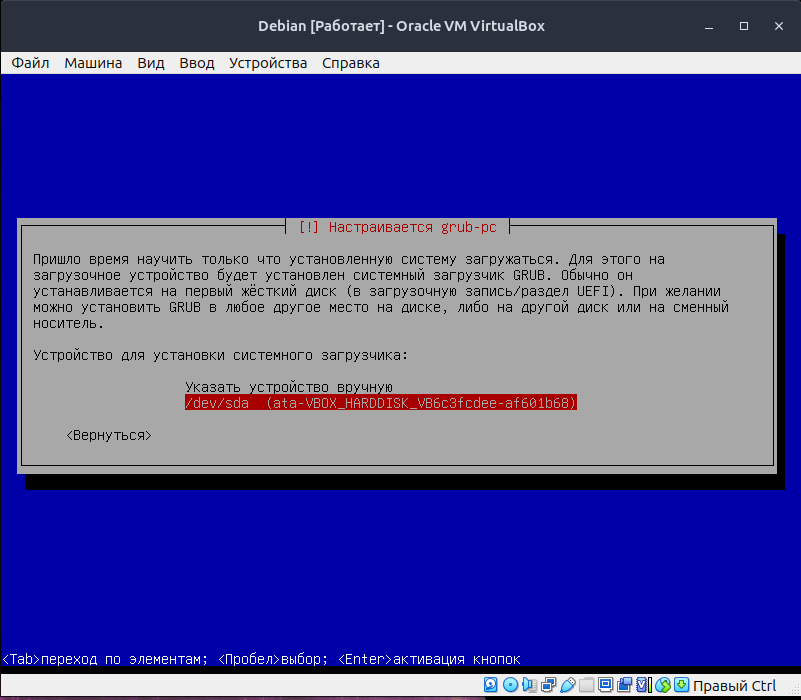 Debian [Работает] - Oracle VM VirtualBox
Файл Машина Вид Ввод Устройства Справка
[!] Настраивается grub-pc
Пришло время научить только что установленную систему загружаться. Для этого на
загрузочное устройство будет установлен системный загрузчик GRUB. Обычно он
устанавливается на первый жёсткий диск (в загрузочную запись/раздел UEFI). При желании
можно установить GRUB в любое другое место на диске, либо на другой диск или на сменный
носитель.
Устройство для установки системного загрузчика:
Указать устройство вручную
/dev/sda (ata-VBOX_HARDDISK_VB6c3fcdee-af601b68)
<Вернуться>
<Tab>переход по элементам; <Пробел>выбор; <Enter>активация кнопок
Правый Ctrl